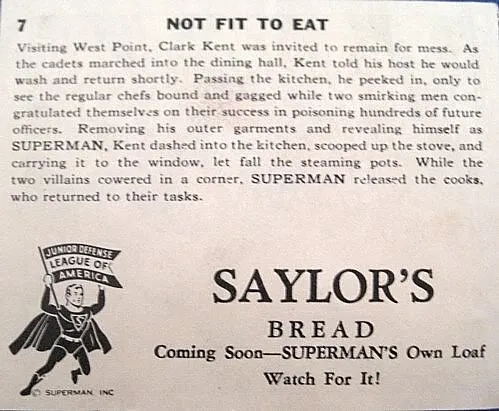 7 NOT FIT TO EAT
Visiting West Point, Clark Kent was invited to remain for mess. As
the cadets marched into the dining hall, Kent told his host he would
wash and return shortly. Passing the kitchen, he peeked in, only to
see the regular chefs bound and gagged while two smirking men con-
gratulated themselves on their success in poisoning hundreds of future
officers. Removing his outer garments and revealing himself as
SUPERMAN, Kent dashed into the kitchen, scooped up the stove, and
carrying it to the window, let fall the steaming pots. While the
two villains cowered in a corner, SUPERMAN released the cooks,
who returned to their tasks.
JUNIOR DEFENSE
LEAGUE OF
AMERICA
S
© SUPERMAN, INC
SAYLOR'S
BREAD
Coming Soon—SUPERMAN'S Own Loaf
Watch For It!